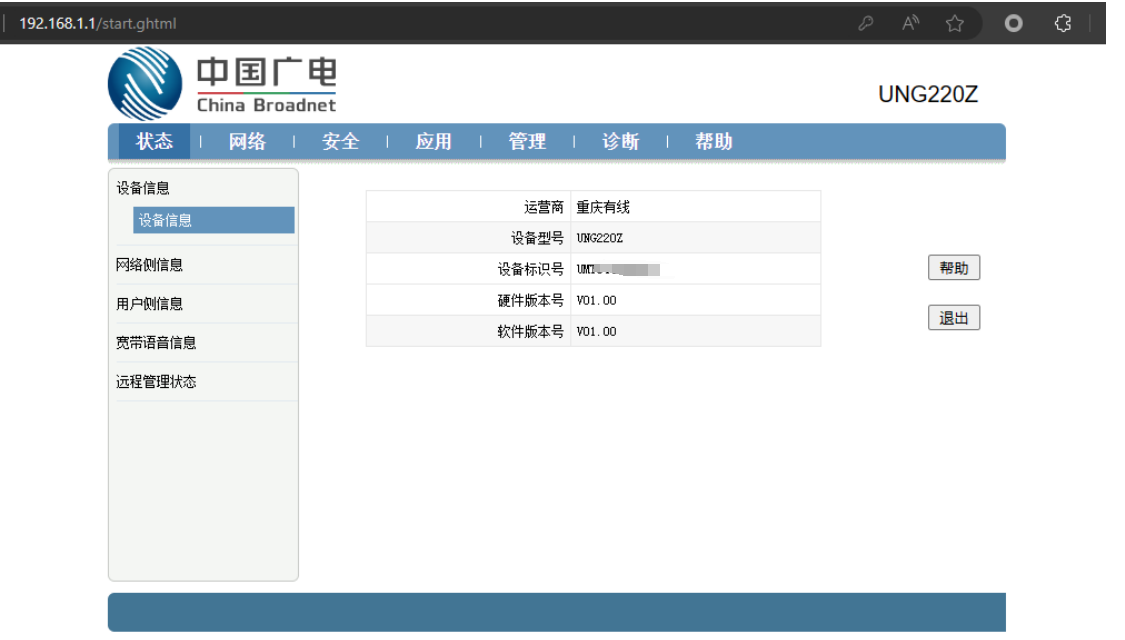 192.168.1.1/start.ghtml
中国广电
China Broadnet
UNG220Z
状态 | 网络 | 安全 | 应用 | 管理 | 诊断 | 帮助
设备信息
设备信息
网络侧信息
用户侧信息
宽带语音信息
远程管理状态
运营商 重庆有线
设备型号 UNG220Z
设备标识号
硬件版本号 V01.00
软件版本号 V01.00
帮助
退出